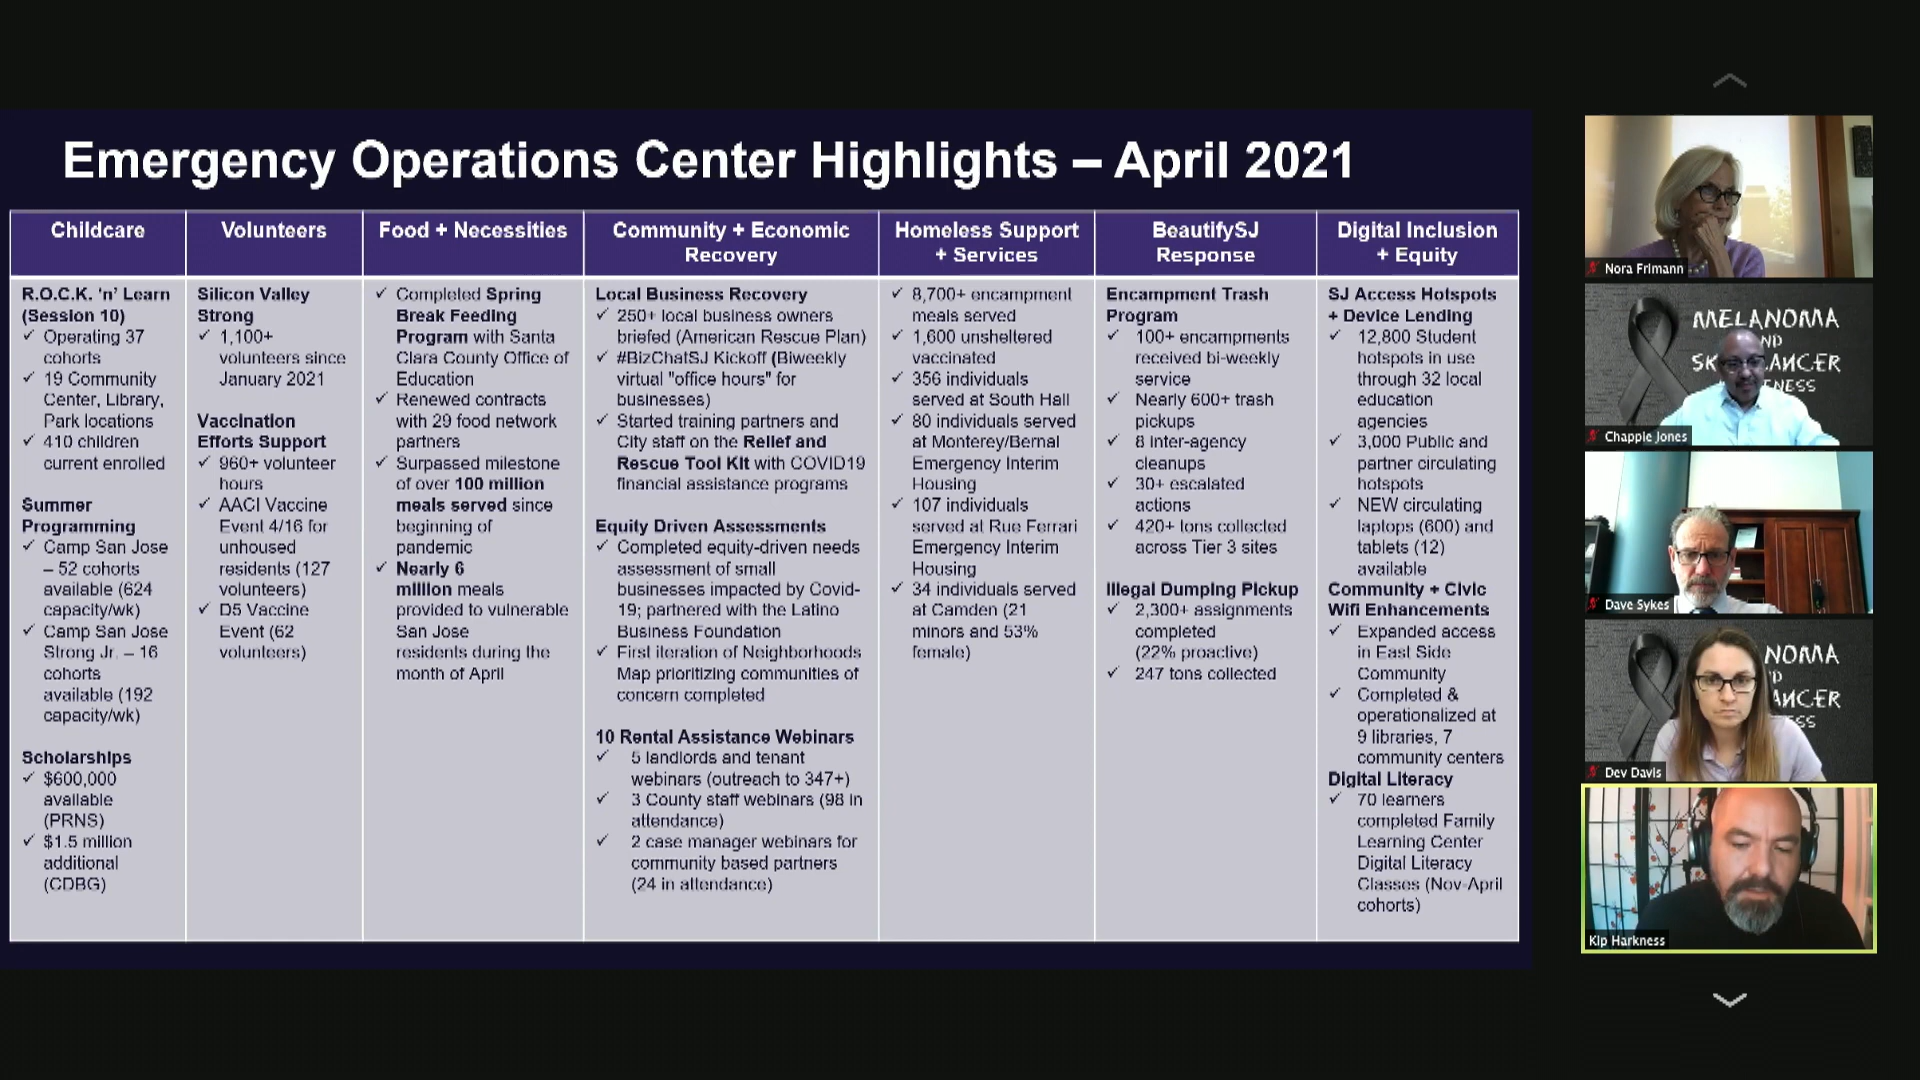 Emergency Operations Center Highlights – April 2021
Childcare
R.O.C.K. ‘n’ Learn
(Session 10)
✓ Operating 37
cohorts
✓ 19 Community
Center, Library,
Park locations
✓ 410 children
current enrolled
Summer
Programming
✓ Camp San Jose
– 52 cohorts
available (624
capacity/wk)
✓ Camp San Jose
Strong Jr. – 16
cohorts
available (192
capacity/wk)
Scholarships
✓ $600,000
available
(PRNS)
✓ $1.5 million
additional
(CDBG)
Volunteers
Silicon Valley
Strong
✓ 1,100+
volunteers since
January 2021
Vaccination
Efforts Support
✓ 960+ volunteer
hours
✓ AACI Vaccine
Event 4/16 for
unhoused
residents (127
volunteers)
✓ D5 Vaccine
Event (62
volunteers)
Food + Necessities
✓ Completed Spring
Break Feeding
Program with Santa
Clara County Office of
Education
✓ Renewed contracts
with 29 food network
partners
✓ Surpassed milestone
of over 100 million
meals served since
beginning of
pandemic
✓ Nearly 6
million meals
provided to vulnerable
San Jose
residents during the
month of April
Community + Economic
Recovery
Local Business Recovery
✓ 250+ local business owners
briefed (American Rescue Plan)
✓ #BizChatSJ Kickoff (Biweekly
virtual "office hours" for
businesses)
✓ Started training partners and
City staff on the Relief and
Rescue Tool Kit with COVID19
financial assistance programs
Equity Driven Assessments
✓ Completed equity-driven needs
assessment of small
businesses impacted by Covid-
19; partnered with the Latino
Business Foundation
✓ First iteration of Neighborhoods
Map prioritizing communities of
concern completed
10 Rental Assistance Webinars
✓ 5 landlords and tenant
webinars (outreach to 347+)
✓ 3 County staff webinars (98 in
attendance)
✓ 2 case manager webinars for
community based partners
(24 in attendance)
Homeless Support
+ Services
✓ 8,700+ encampment
meals served
✓ 1,600 unsheltered
vaccinated
✓ 356 individuals
served at South Hall
✓ 80 individuals served
at Monterey/Bernal
Emergency Interim
Housing
✓ 107 individuals
served at Rue Ferrari
Emergency Interim
Housing
✓ 34 individuals served
at Camden (21
minors and 53%
female)
BeautifySJ
Response
Encampment Trash
Program
✓ 100+ encampments
received bi-weekly
service
✓ Nearly 600+ trash
pickups
✓ 8 inter-agency
cleanups
✓ 30+ escalated
actions
✓ 420+ tons collected
across Tier 3 sites
Illegal Dumping Pickup
✓ 2,300+ assignments
completed
(22% proactive)
✓ 247 tons collected
Digital Inclusion
+ Equity
SJ Access Hotspots
+ Device Lending
✓ 12,800 Student
hotspots in use
through 32 local
education
agencies
✓ 3,000 Public and
partner circulating
hotspots
✓ NEW circulating
laptops (600) and
tablets (12)
available
Community + Civic
Wifi Enhancements
✓ Expanded access
in East Side
Community
✓ Completed &
operationalized at
9 libraries, 7
community centers
Digital Literacy
✓ 70 learners
completed Family
Learning Center
Digital Literacy
Classes (Nov-April
cohorts)
Nora Frimann
MELANOMA
AND
SK ANCER
NESS
Chappie Jones
Dave Sykes
NOMA
ANCER
SS
Dev Davis
Kip Harkness